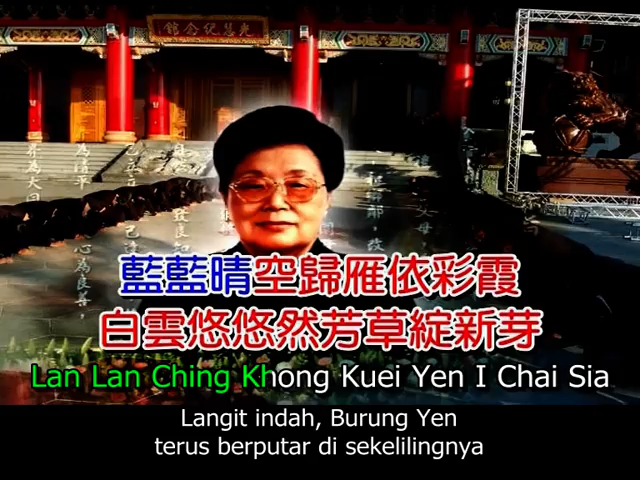 光慧紀念館
藍藍晴空歸雁依彩霞
白雲悠悠然芳草綻新芽
Lan Lan Ching Khong Kuei Yen I Chai Sia
Langit indah, Burung Yen
terus berputar di sekelilingnya